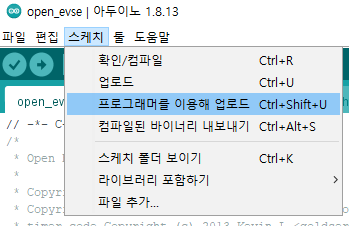 open_evse | 아두이노 1.8.13
파일 편집 스케치 툴 도움말
확인/컴파일 Ctrl+R
업로드 Ctrl+U
프로그래머를 이용해 업로드 Ctrl+Shift+U
컴파일된 바이너리 내보내기 Ctrl+Alt+S
스케치 폴더 보이기 Ctrl+K
라이브러리 포함하기
파일 추가...
open_evse
// -*- C
/*
* Open
*
* Copyri
* Copyri
* timer code Copyright (c) 2013 Kevin L